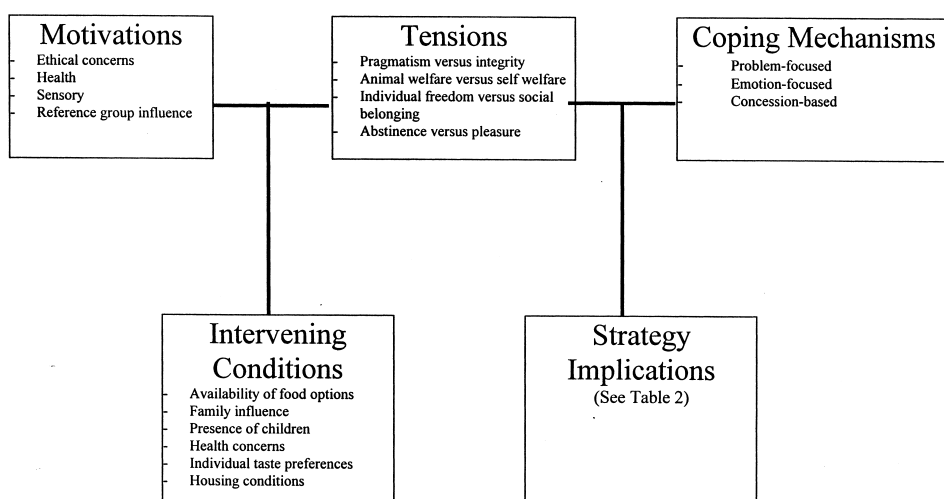 Motivations
- Ethical concerns
- Health
- Sensory
- Reference group influence
Tensions
- Pragmatism versus integrity
- Animal welfare versus self welfare
- Individual freedom versus social
belonging
- Abstinence versus pleasure
Coping Mechanisms
- Problem-focused
- Emotion-focused
- Concession-based
Intervening
Conditions
- Availability of food options
- Family influence
- Presence of children
- Health concerns
- Individual taste preferences
- Housing conditions
Strategy
Implications
(See Table 2)